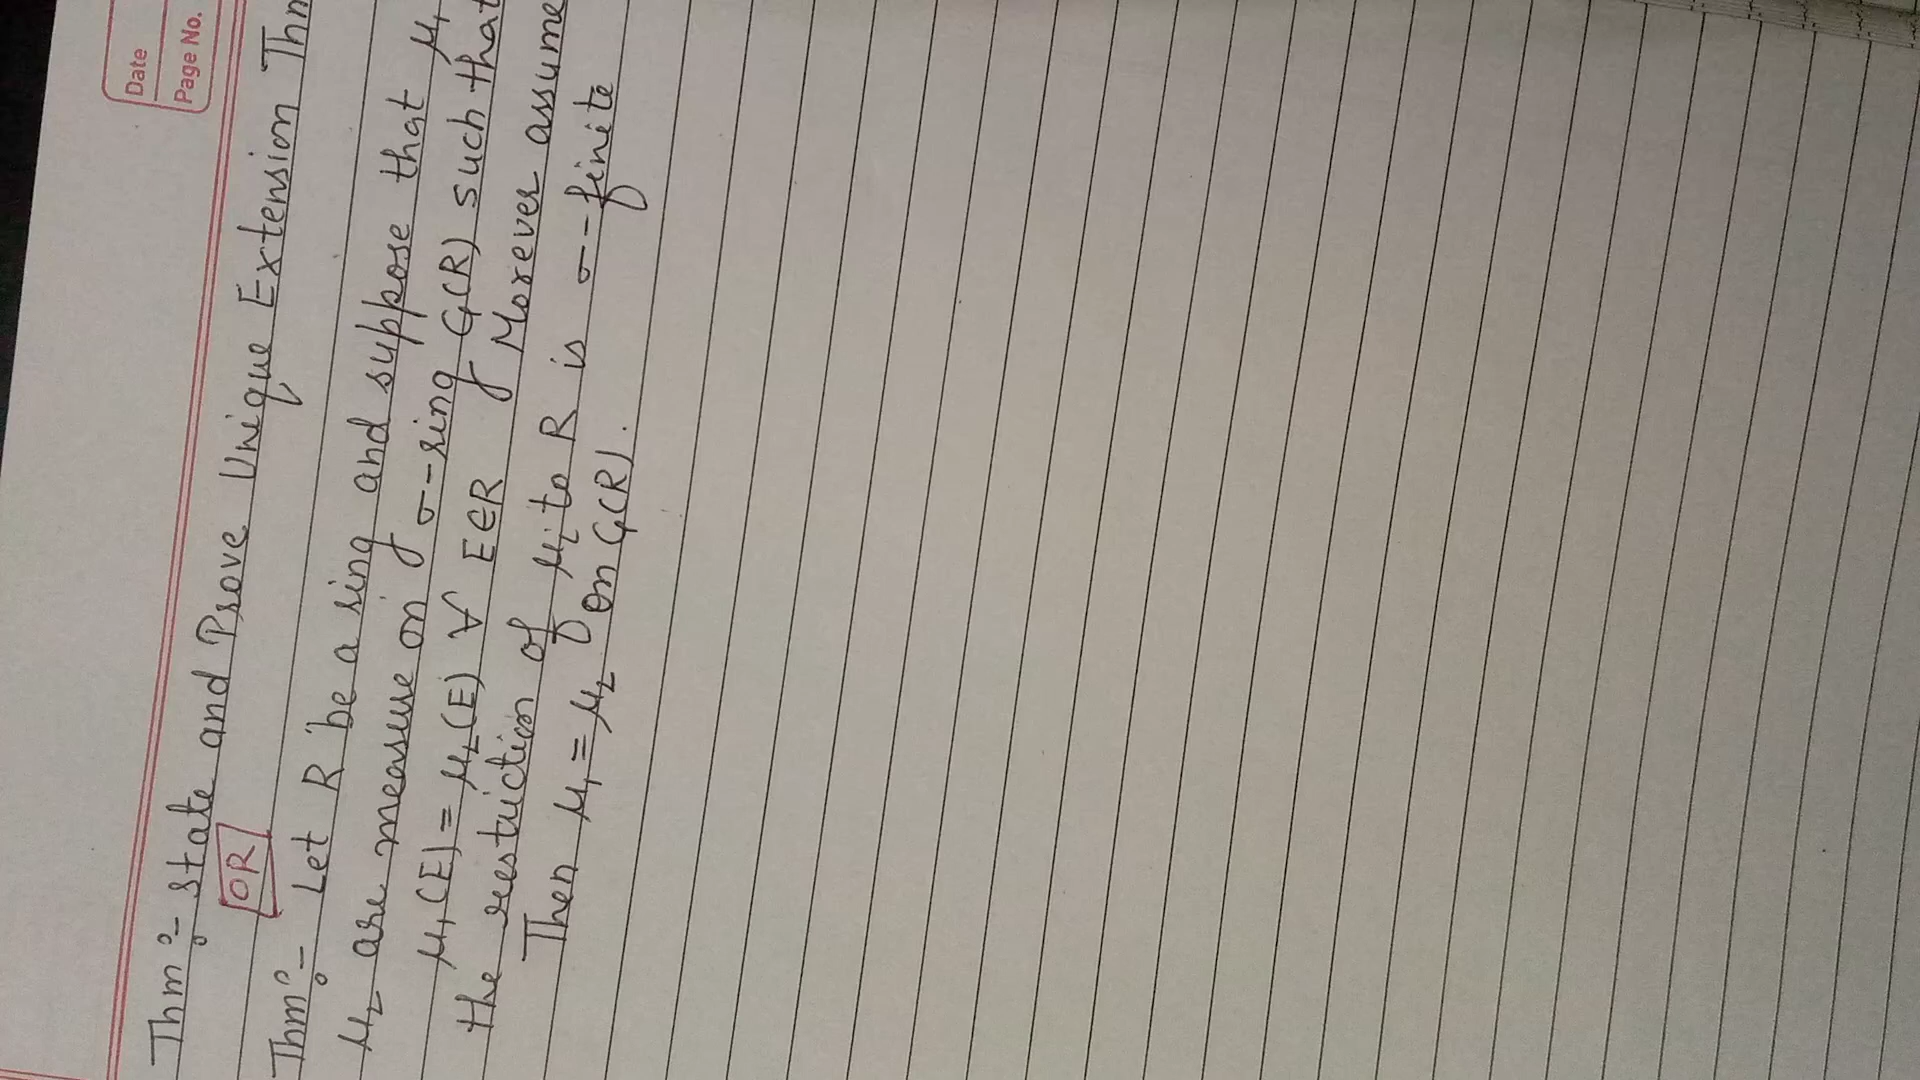 Date
Page No.
Thm:- State and Prove Unique Extension Thm
OR
Thm:- Let R be a ring and suppose that μ₁
μ₂ are measure on σ-ring G(R) such that
μ₁(E) = μ₂(E) ∀ E∈R Morever assume
the restriction of μᵢ to R is σ-finite
Then μ₁ = μ₂ on G(R).